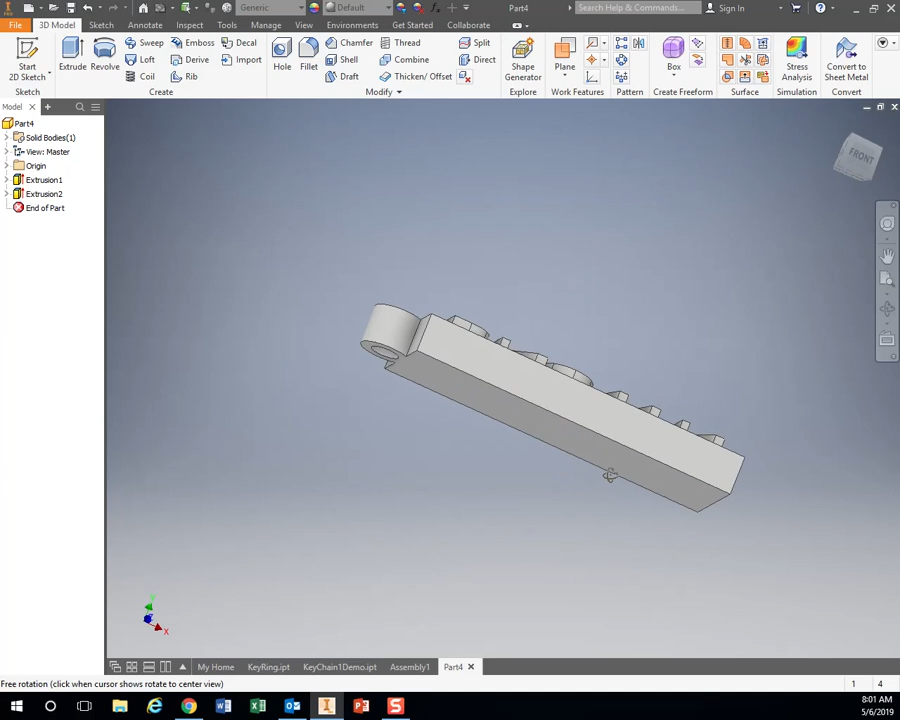 Generic
Default
Part4
Search Help & Commands...
Sign In
File
3D Model
Sketch
Annotate
Inspect
Tools
Manage
View
Environments
Get Started
Collaborate
Start
2D Sketch
Extrude
Revolve
Sweep
Loft
Coil
Emboss
Derive
Rib
Decal
Import
Hole
Fillet
Chamfer
Shell
Draft
Thread
Combine
Thicken/ Offset
Split
Direct
Shape
Generator
Plane
Box
Stress
Analysis
Convert to
Sheet Metal
Sketch
Create
Modify
Explore
Work Features
Pattern
Create Freeform
Surface
Simulation
Convert
Model
Part4
Solid Bodies(1)
View: Master
Origin
Extrusion1
Extrusion2
End of Part
FRONT
Y
X
My Home
KeyRing.ipt
KeyChain1Demo.ipt
Assembly1
Part4
Free rotation (click when cursor shows rotate to center view)
1
4
8:01 AM
5/6/2019